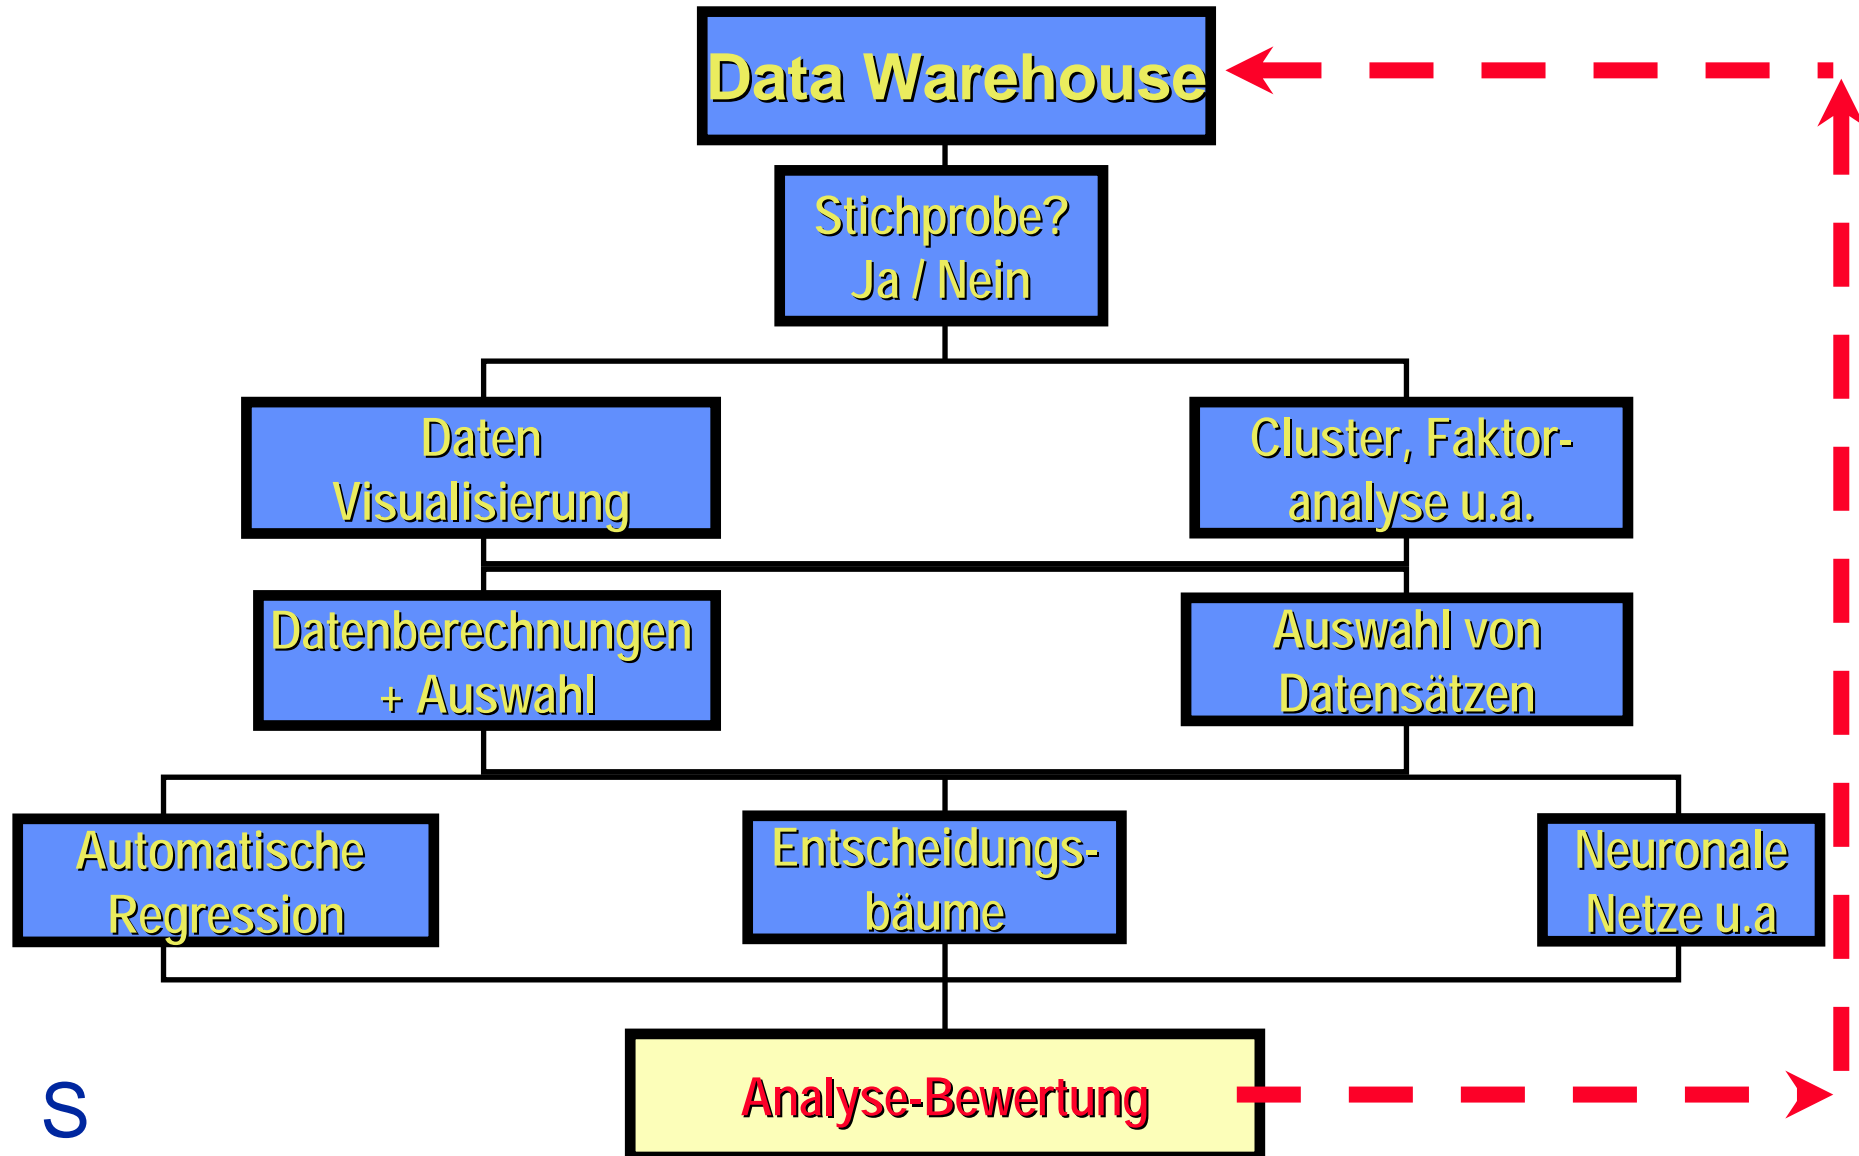 Data Warehouse
Stichprobe?
Ja / Nein
Daten
Visualisierung
Cluster, Faktor-
analyse u.a.
Datenberechnungen
+ Auswahl
Auswahl von
Datensätzen
Automatische
Regression
Entscheidungs-
bäume
Neuronale
Netze u.a
Analyse-Bewertung
S